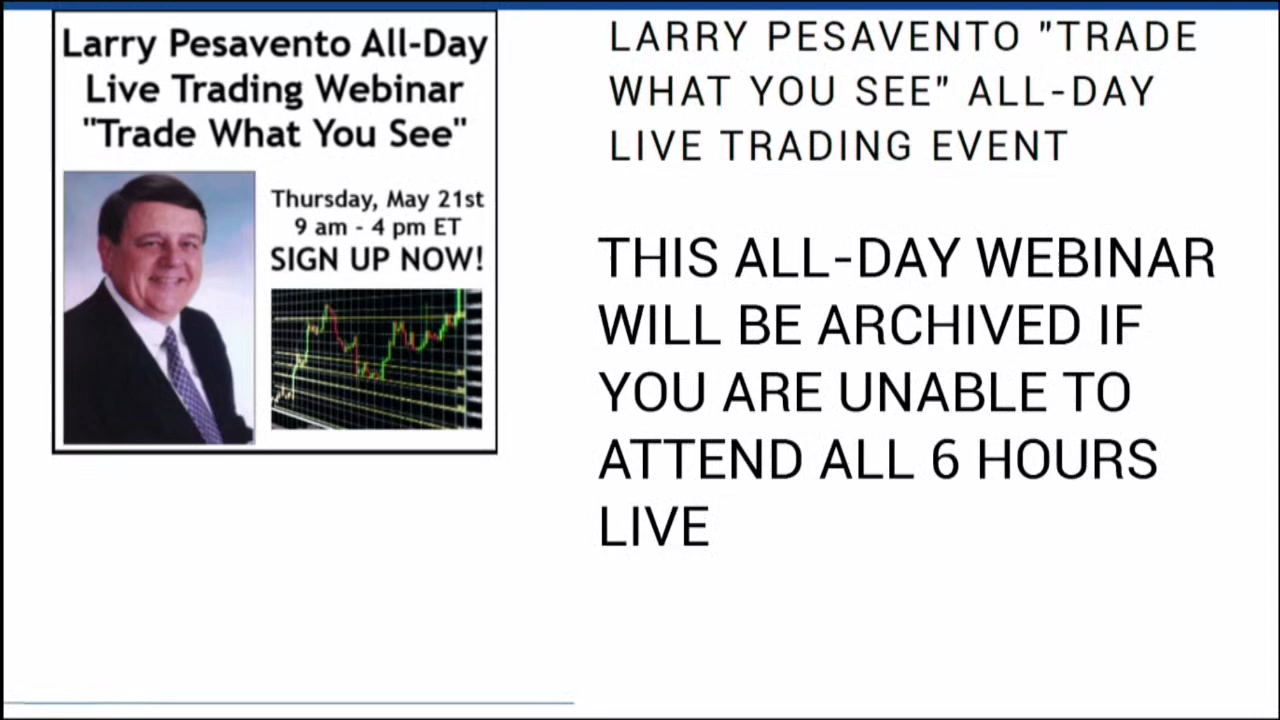 Larry Pesavento All-Day
Live Trading Webinar
"Trade What You See"
Thursday, May 21st
9 am - 4 pm ET
SIGN UP NOW!
LARRY PESAVENTO "TRADE
WHAT YOU SEE" ALL-DAY
LIVE TRADING EVENT
THIS ALL-DAY WEBINAR
WILL BE ARCHIVED IF
YOU ARE UNABLE TO
ATTEND ALL 6 HOURS
LIVE